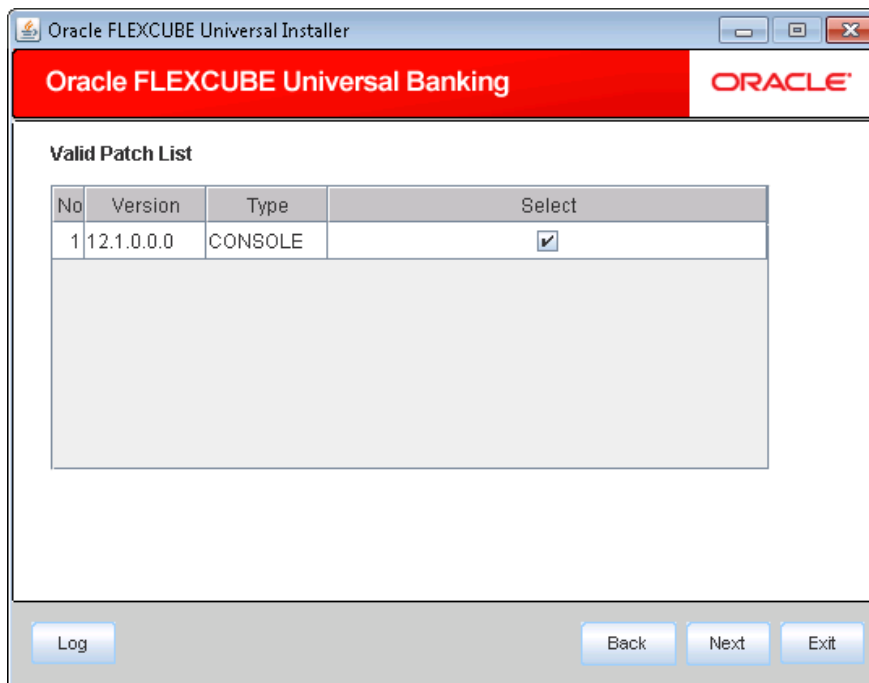 Oracle FLEXCUBE Universal Installer
Oracle FLEXCUBE Universal Banking
ORACLE
Valid Patch List
No Version Type Select
1 12.1.0.0.0 CONSOLE
Log Back Next Exit